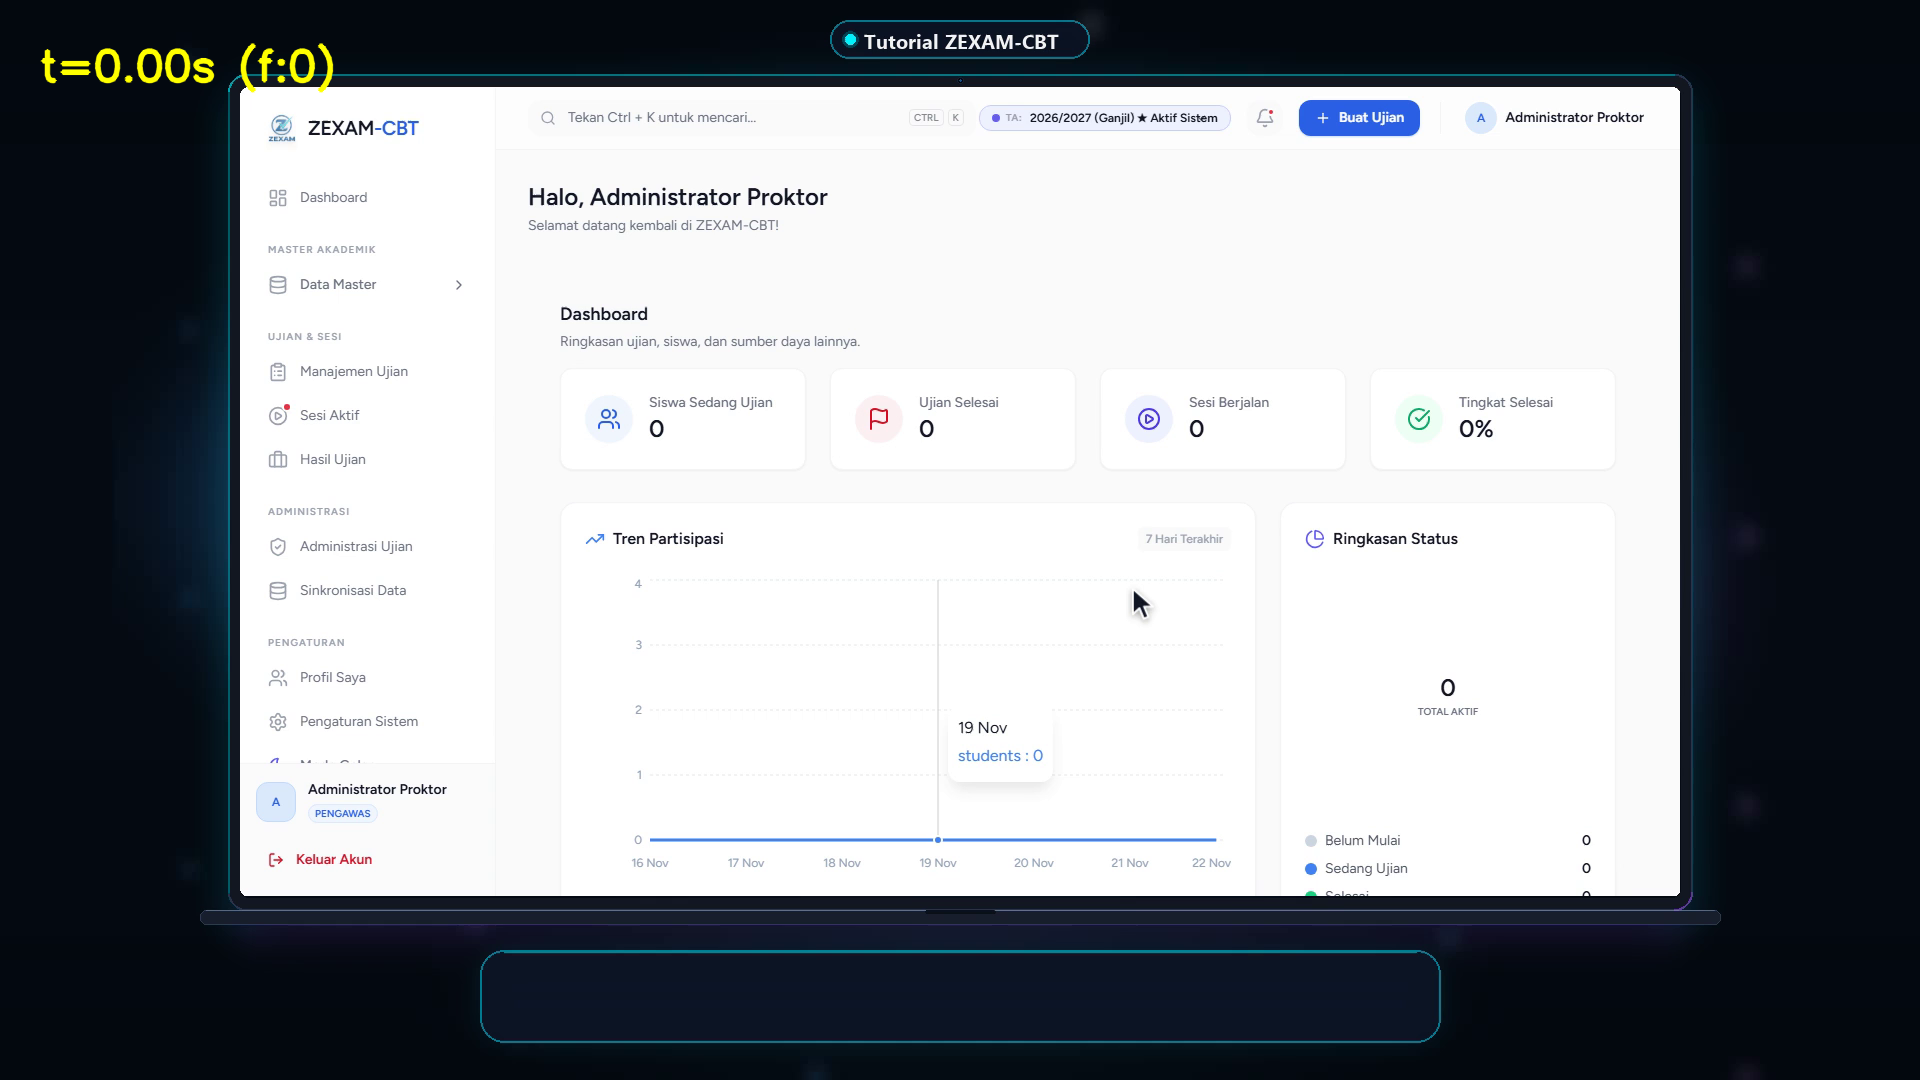 t=0.00s (f:0)
Tutorial ZEXAM-CBT
ZEXAM
ZEXAM-CBT
Tekan Ctrl + K untuk mencari...
CTRL K
TA: 2026/2027 (Ganjil) ★ Aktif Sistem
+ Buat Ujian
A
Administrator Proktor
Dashboard
MASTER AKADEMIK
Data Master
UJIAN & SESI
Manajemen Ujian
Sesi Aktif
Hasil Ujian
ADMINISTRASI
Administrasi Ujian
Sinkronisasi Data
PENGATURAN
Profil Saya
Pengaturan Sistem
A
Administrator Proktor
PENGAWAS
Keluar Akun
Halo, Administrator Proktor
Selamat datang kembali di ZEXAM-CBT!
Dashboard
Ringkasan ujian, siswa, dan sumber daya lainnya.
Siswa Sedang Ujian
0
Ujian Selesai
0
Sesi Berjalan
0
Tingkat Selesai
0%
Tren Partisipasi
7 Hari Terakhir
4
3
2
1
0
19 Nov
students : 0
16 Nov 17 Nov 18 Nov 19 Nov 20 Nov 21 Nov 22 Nov
Ringkasan Status
0
TOTAL AKTIF
Belum Mulai 0
Sedang Ujian 0
Selesai 0